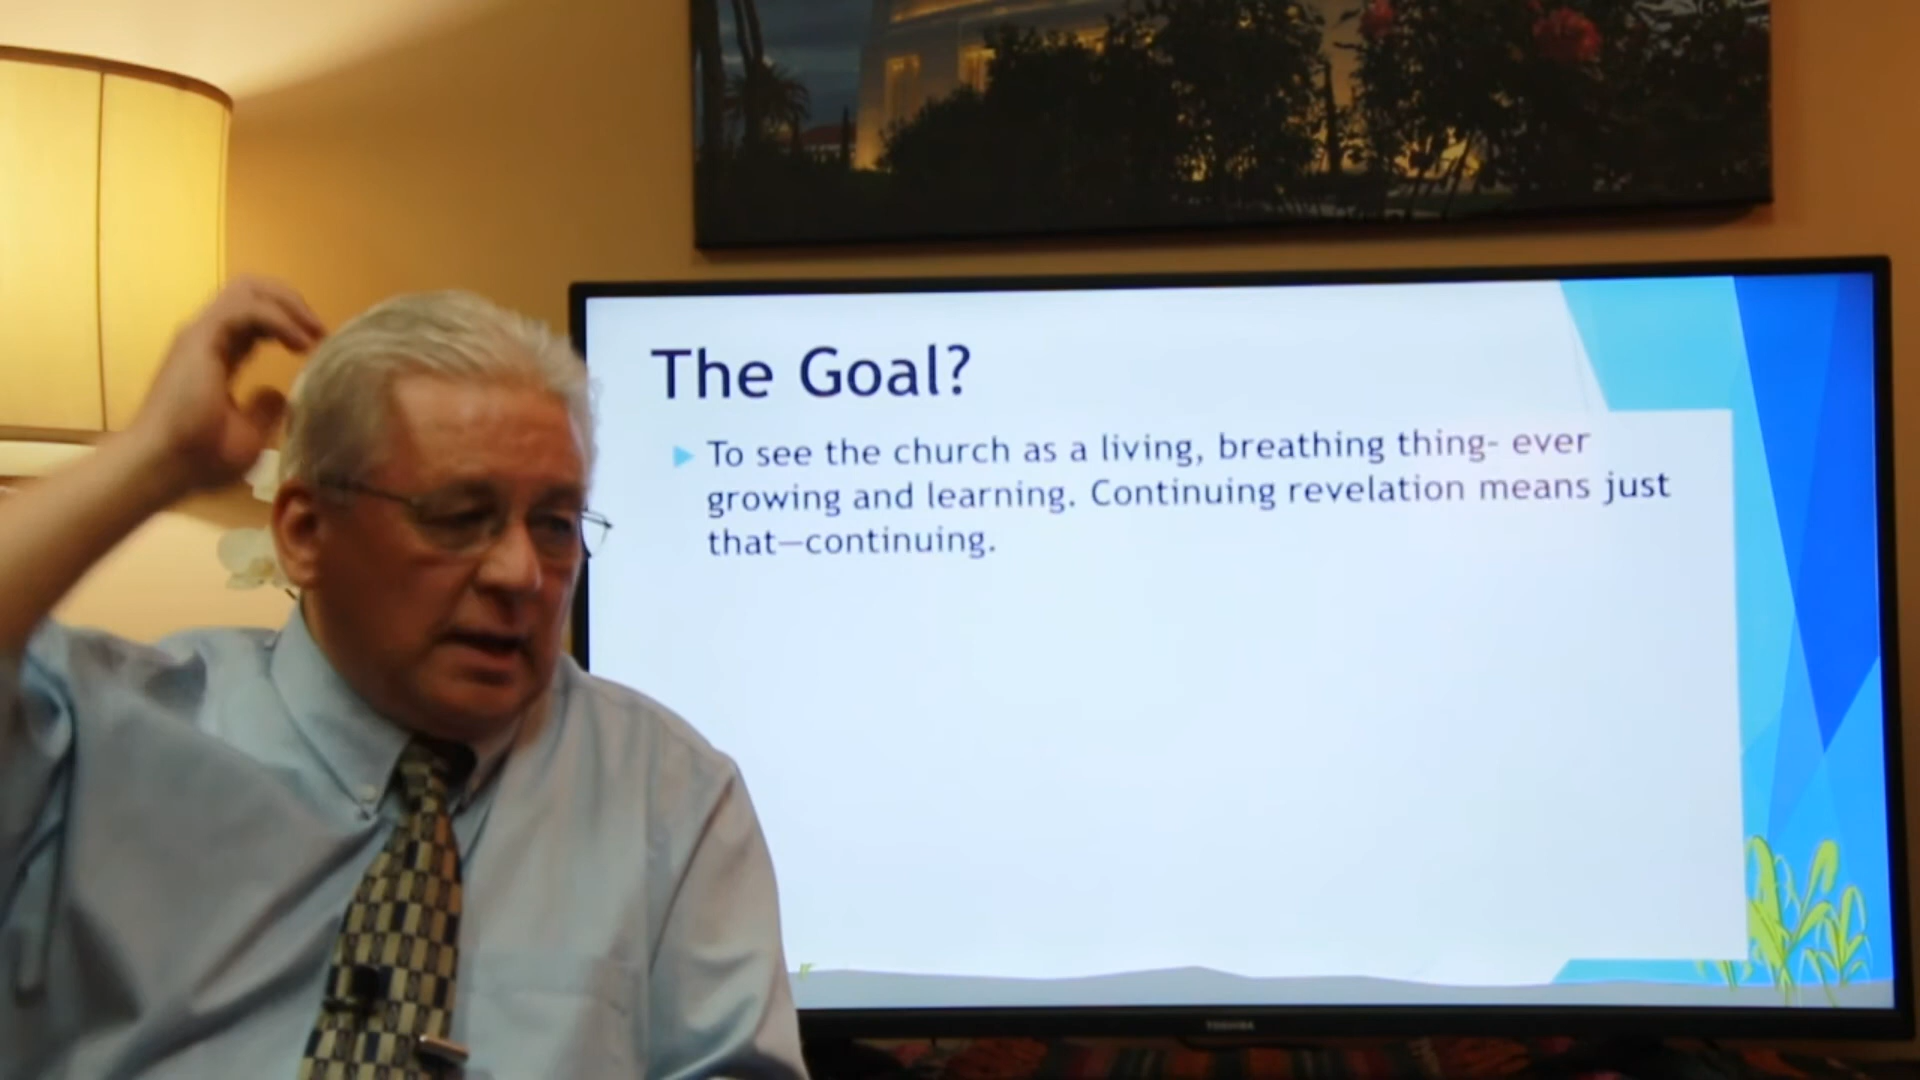 The Goal?
To see the church as a living, breathing thing- ever
growing and learning. Continuing revelation means just
that—continuing.
TOSHIBA